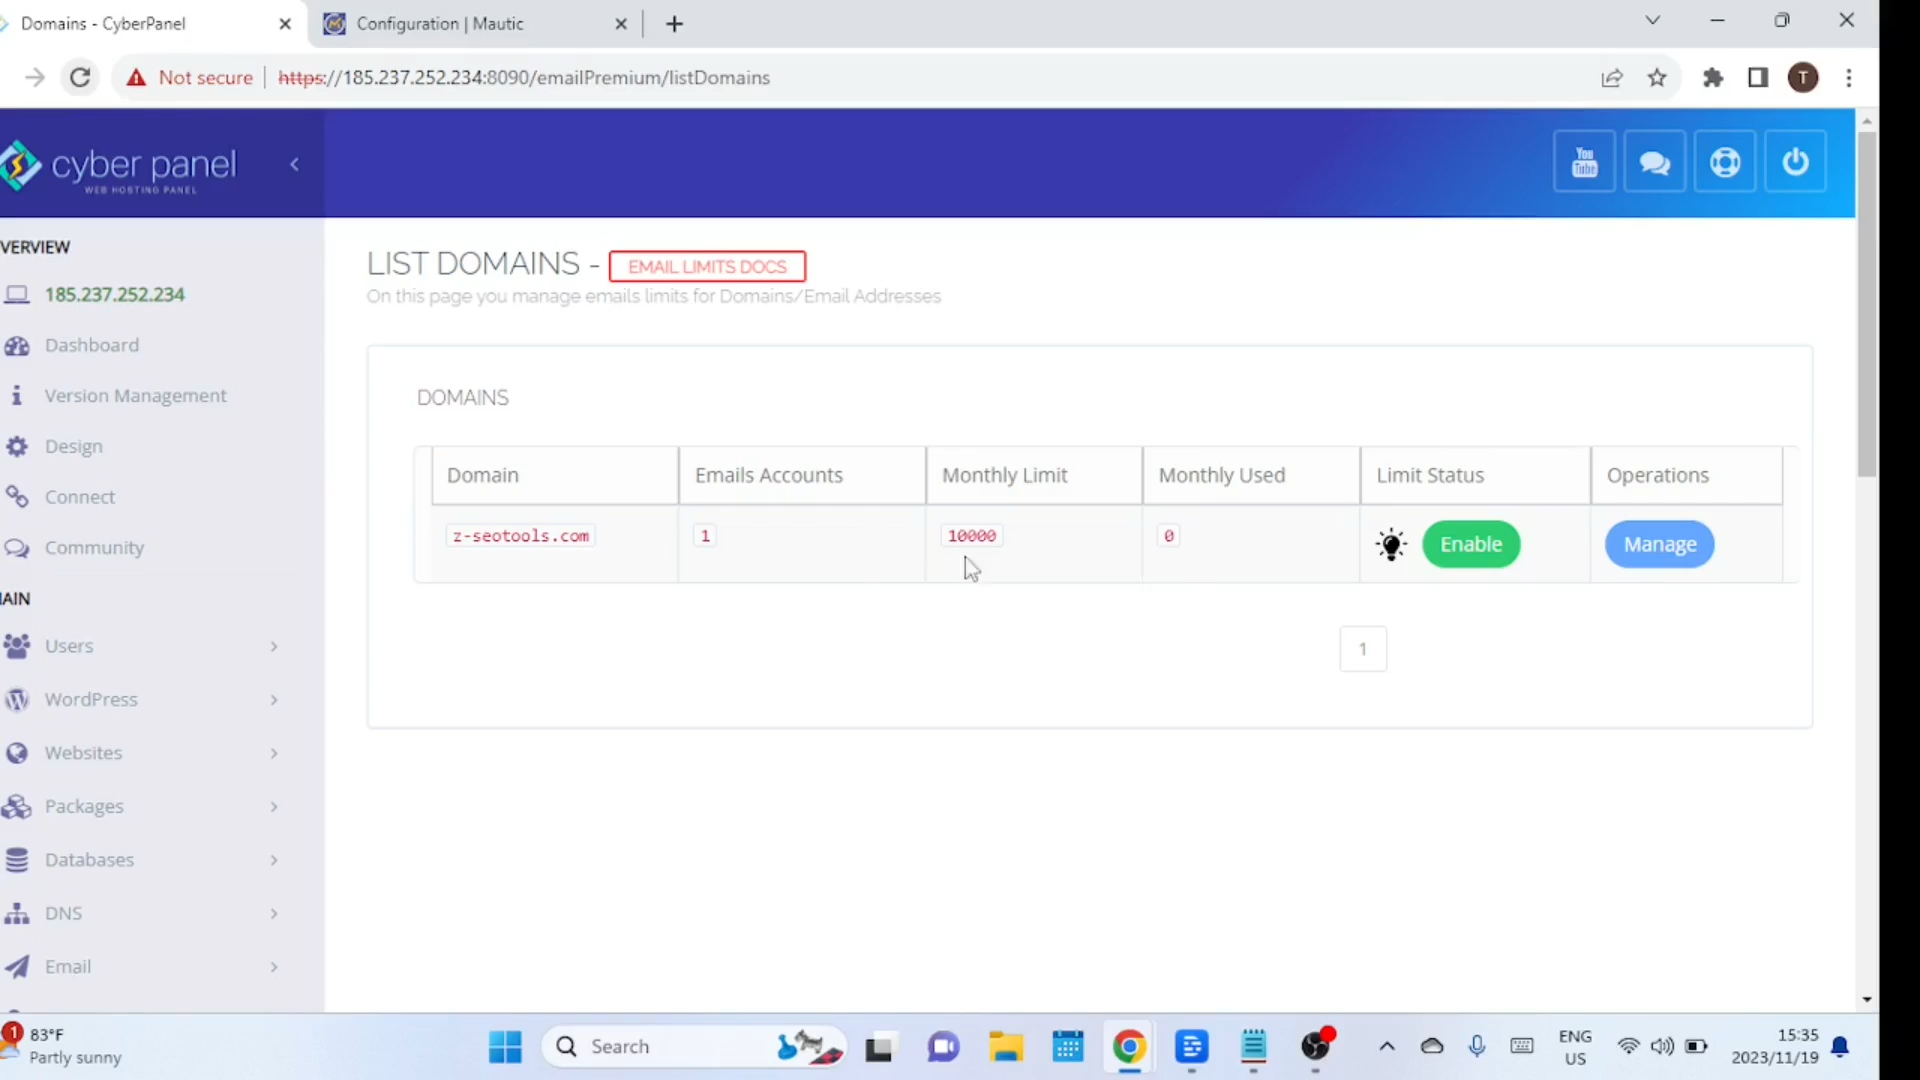 Domains - CyberPanel
Configuration | Mautic
Not secure
https://185.237.252.234:8090/emailPremium/listDomains
T
cyber panel
WEB HOSTING PANEL
You
Tube
VERVIEW
185.237.252.234
Dashboard
Version Management
Design
Connect
Community
AIN
Users
WordPress
Websites
Packages
Databases
DNS
Email
LIST DOMAINS -
EMAIL LIMITS DOCS
On this page you manage emails limits for Domains/Email Addresses
DOMAINS
Domain Emails Accounts Monthly Limit Monthly Used Limit Status Operations
z-seotools.com 1 10000 0 Enable Manage
1
1
83°F
Partly sunny
Search
ENG
US
15:35
2023/11/19